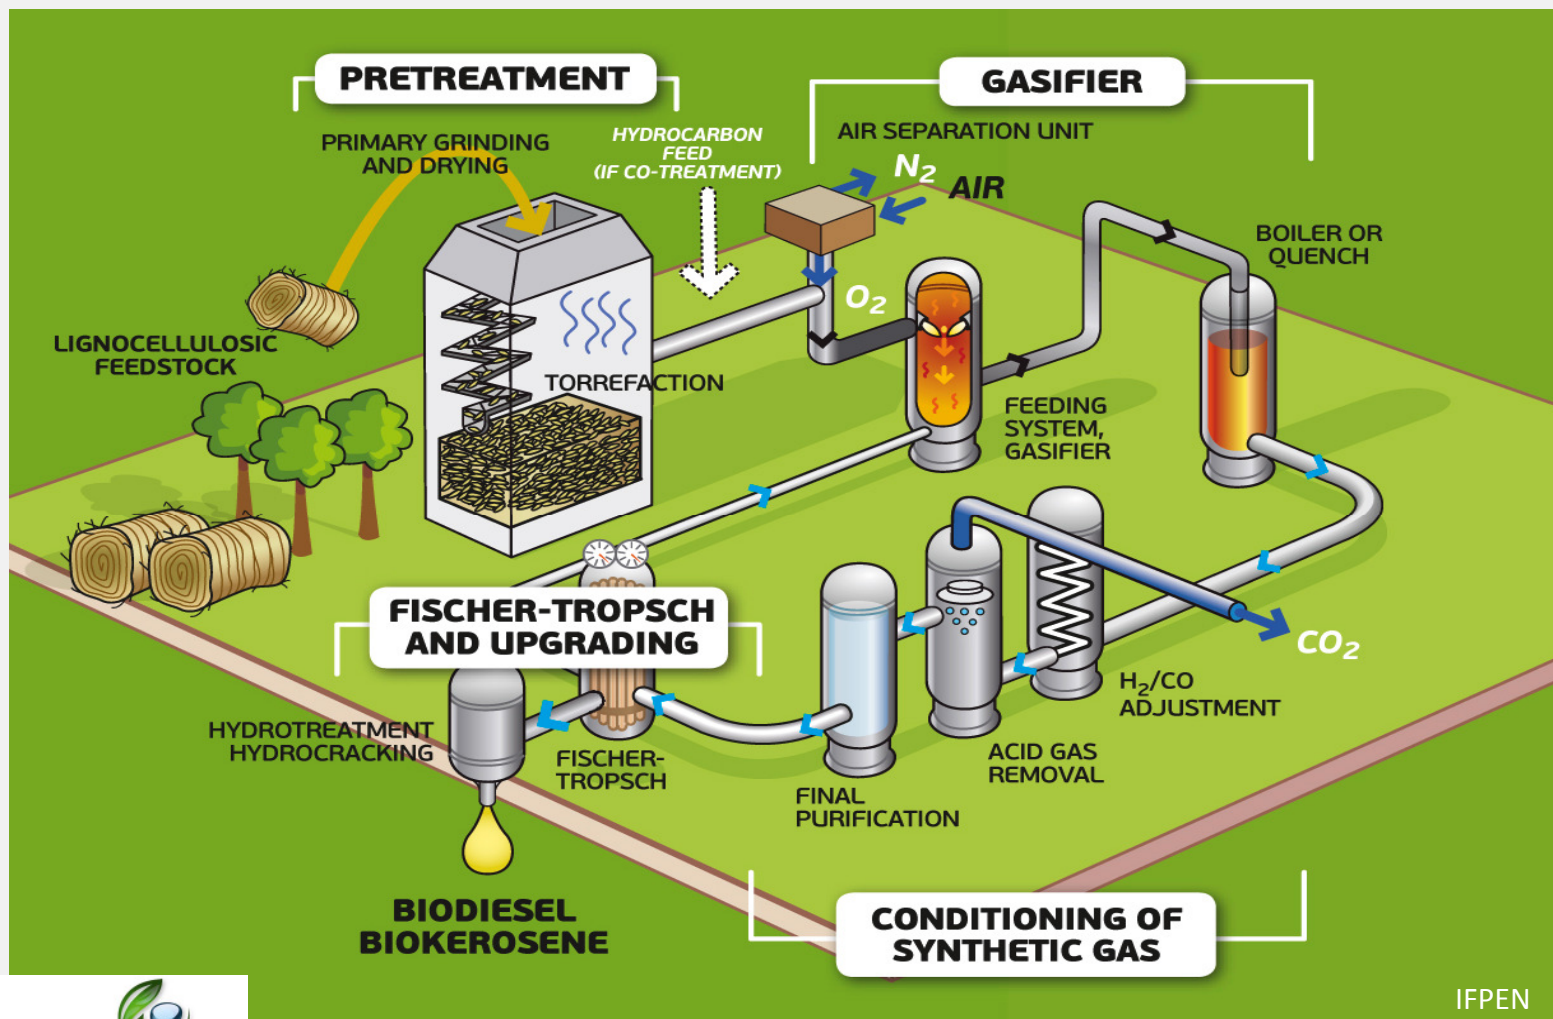 PRETREATMENT
PRIMARY GRINDING
AND DRYING
HYDROCARBON
FEED
(IF CO-TREATMENT)
GASIFIER
AIR SEPARATION UNIT
N2
AIR
O2
BOILER OR
QUENCH
LIGNOCELLULOSIC
FEEDSTOCK
TORREFACTION
FEEDING
SYSTEM,
GASIFIER
FISCHER-TROPSCH
AND UPGRADING
CO2
H2/CO
ADJUSTMENT
HYDROTREATMENT
HYDROCRACKING
FISCHER-
TROPSCH
ACID GAS
REMOVAL
FINAL
PURIFICATION
BIODIESEL
BIOKEROSENE
CONDITIONING OF
SYNTHETIC GAS
IFPEN